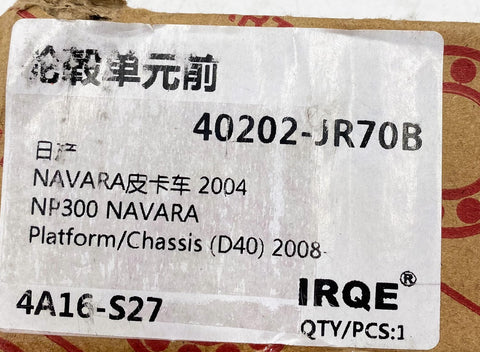 轮毂单元前
40202-JR70B
日产
NAVARA皮卡车 2004
NP300 NAVARA
Platform/Chassis (D40) 2008-
4A16-S27
IRQE®
QTY/PCS:1